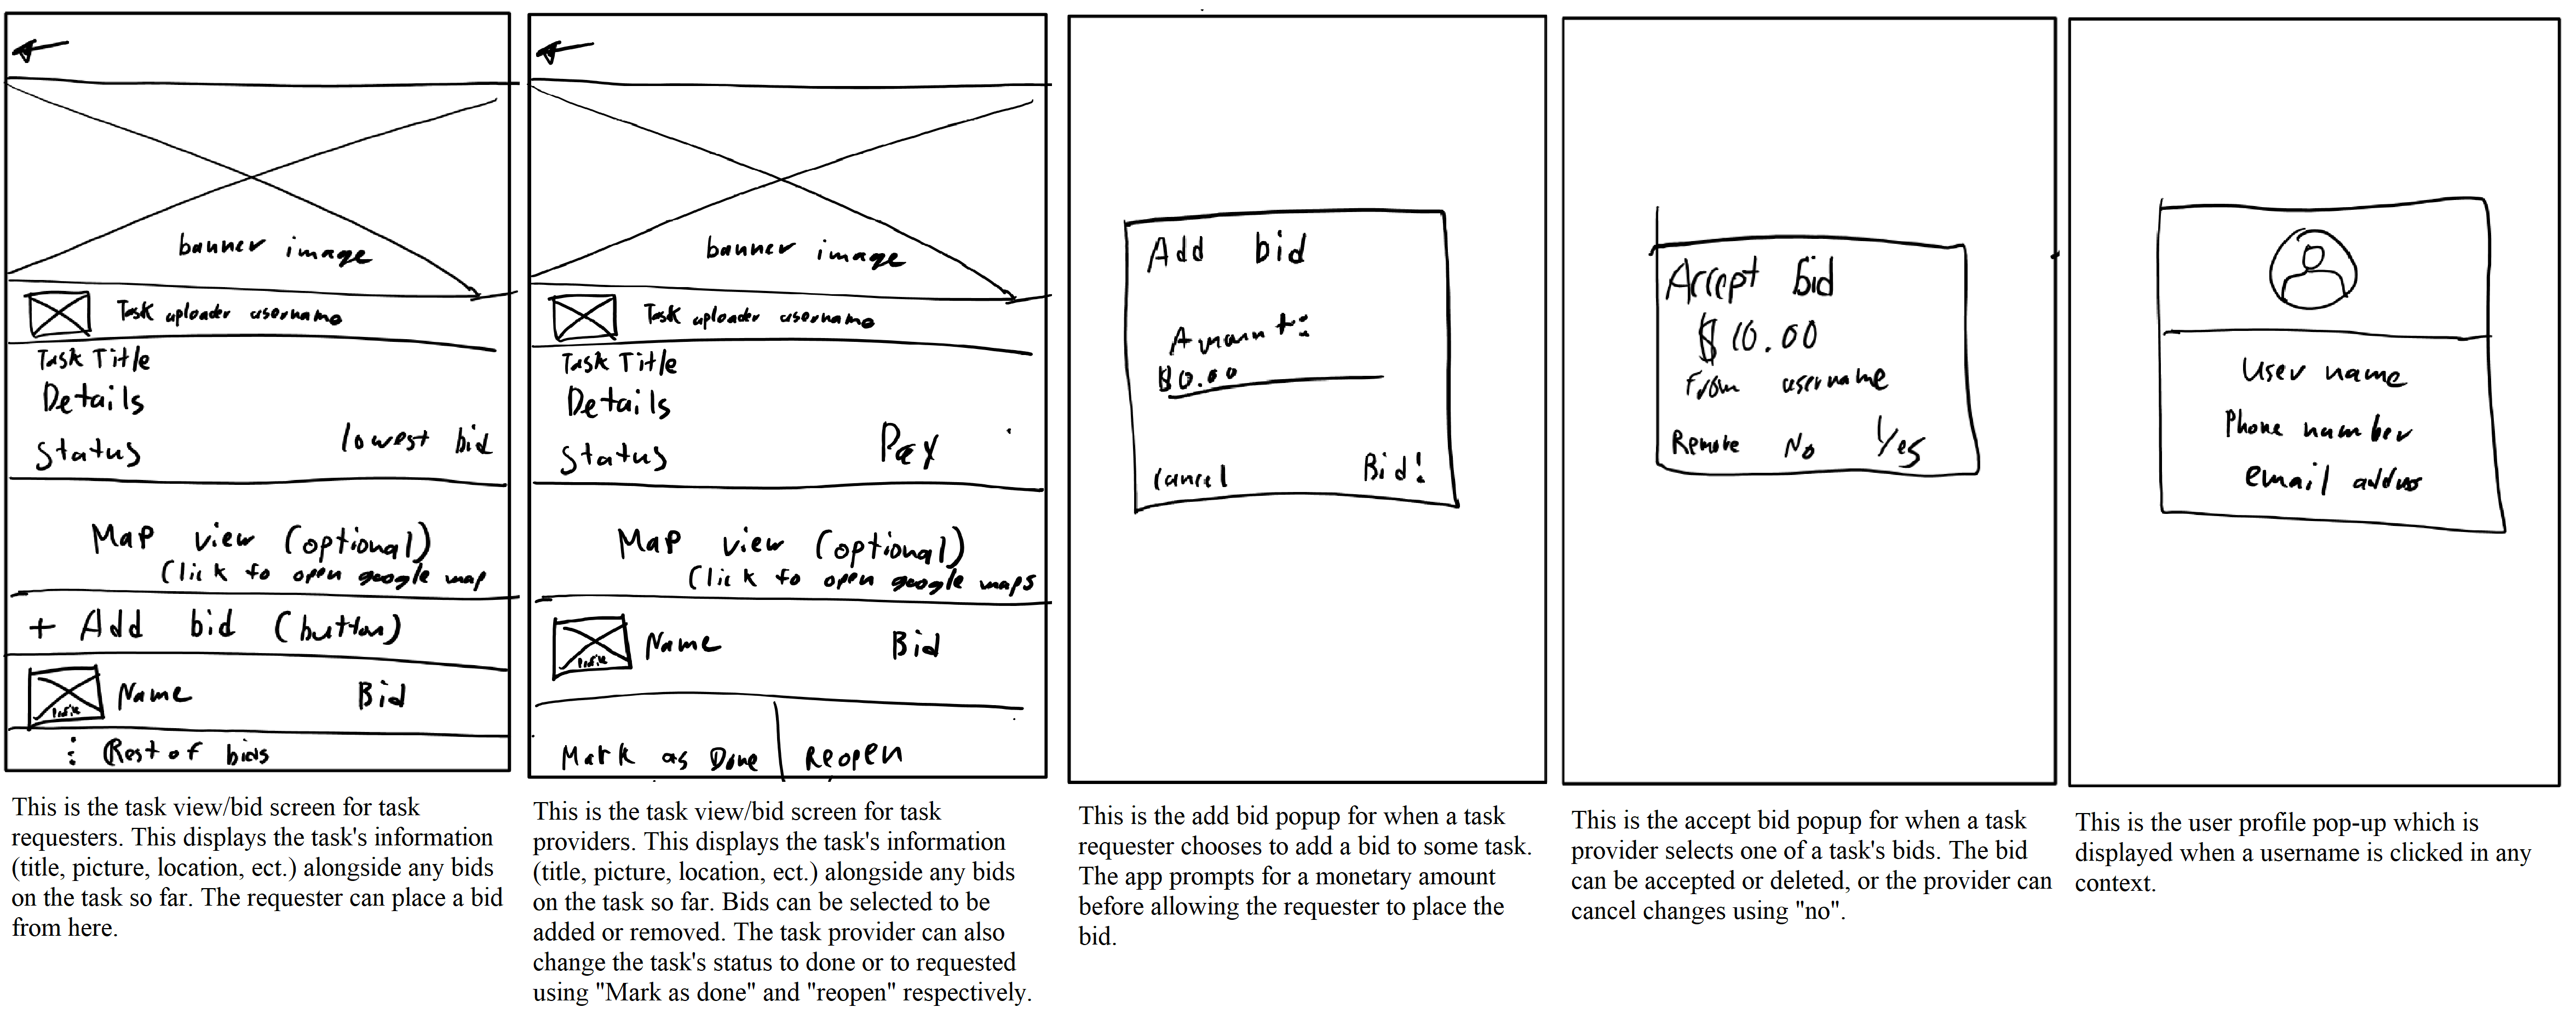 banner image
Task uploader username
Task Title
Details
Status
lowest bid
Map view (optional)
Click to open google map
+ Add bid (button)
Profile
Name
Bid
⋮ Rest of bids
This is the task view/bid screen for task
requesters. This displays the task's information
(title, picture, location, ect.) alongside any bids
on the task so far. The requester can place a bid
from here.
banner image
Task uploader username
Task Title
Details
Status
Pay
Map view (optional)
Click to open google maps
Profile
Name
Bid
Mark as Done
Reopen
This is the task view/bid screen for task
providers. This displays the task's information
(title, picture, location, ect.) alongside any bids
on the task so far. Bids can be selected to be
added or removed. The task provider can also
change the task's status to done or to requested
using "Mark as done" and "reopen" respectively.
Add bid
Amount:
$0.00
Cancel
Bid!
This is the add bid popup for when a task
requester chooses to add a bid to some task.
The app prompts for a monetary amount
before allowing the requester to place the
bid.
Accept bid
$10.00
From username
Remove No Yes
This is the accept bid popup for when a task
provider selects one of a task's bids. The bid
can be accepted or deleted, or the provider can
cancel changes using "no".
User name
Phone number
email address
This is the user profile pop-up which is
displayed when a username is clicked in any
context.